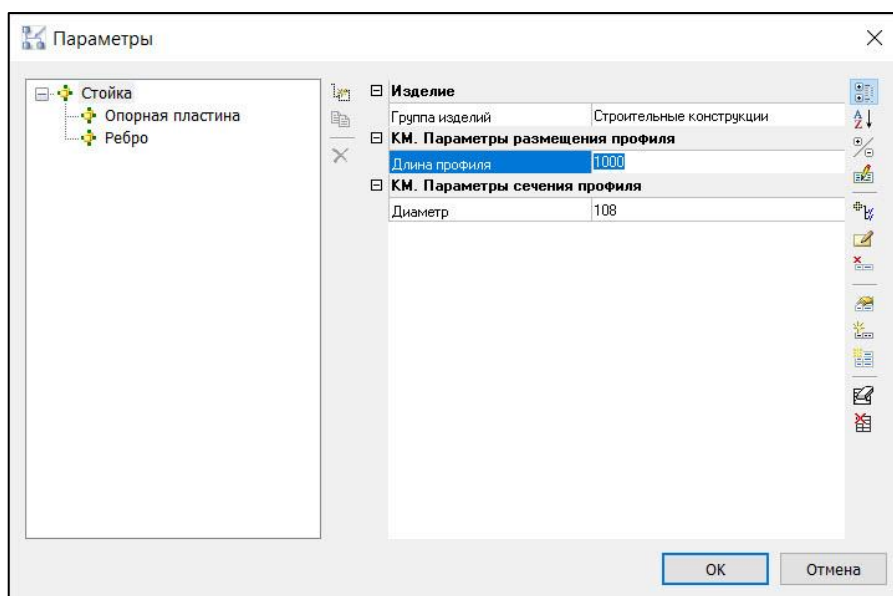 Параметры
Стойка
Опорная пластина
Ребро
Изделие
Группа изделий Строительные конструкции
КМ. Параметры размещения профиля
Длина профиля 1000
КМ. Параметры сечения профиля
Диаметр 108
ОК Отмена